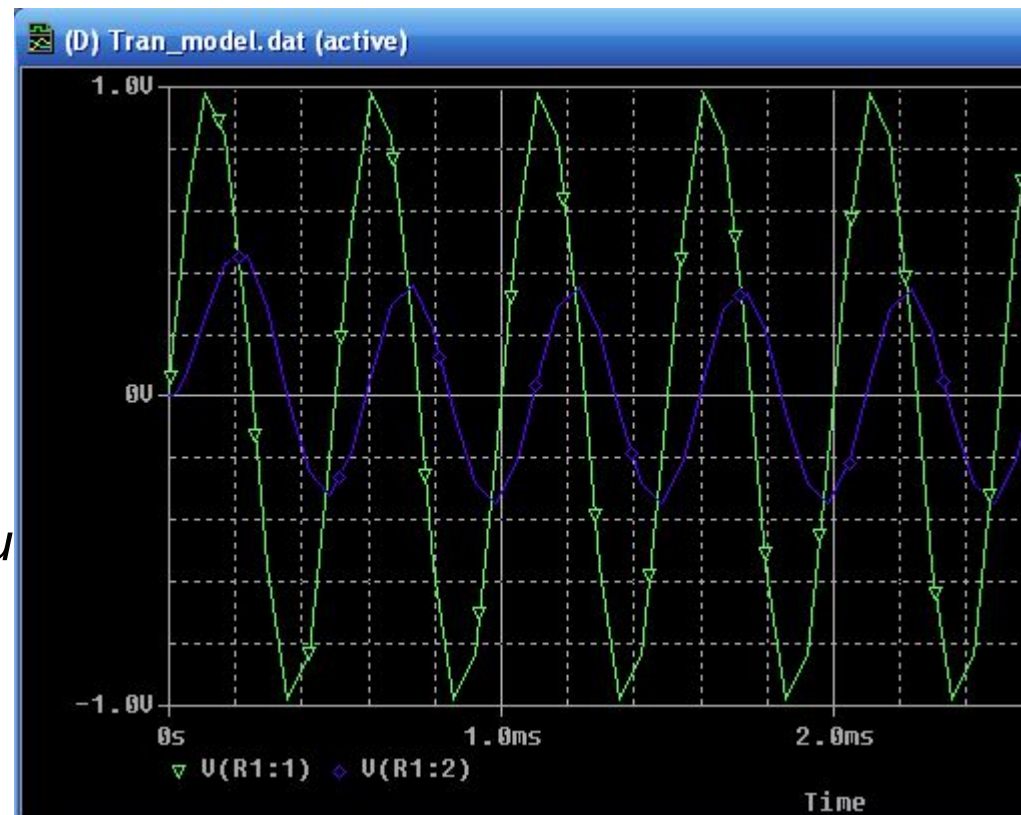 (D) Tran_model.dat (active)
1.0V
0V
-1.0V
0s 1.0ms 2.0ms
V(R1:1) V(R1:2)
Time
и